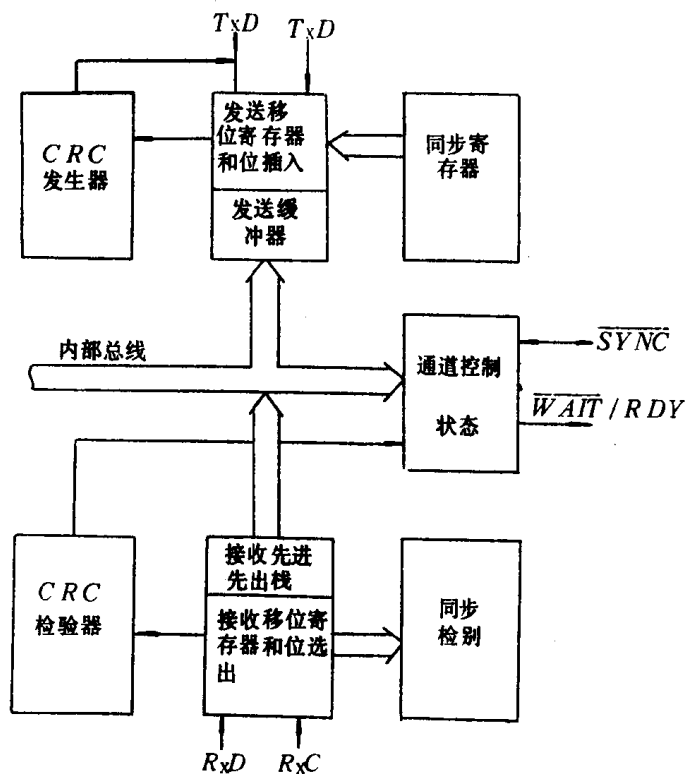 TxD
TxD
CRC
发生器
发送移
位寄存器
和位插入
发送缓
冲器
同步寄
存器
内部总线
通道控制
状态
SYNC
WAIT / RDY
CRC
检验器
接收先进
先出栈
接收移位寄
存器和位选
出
同步
检别
RxD
RxC